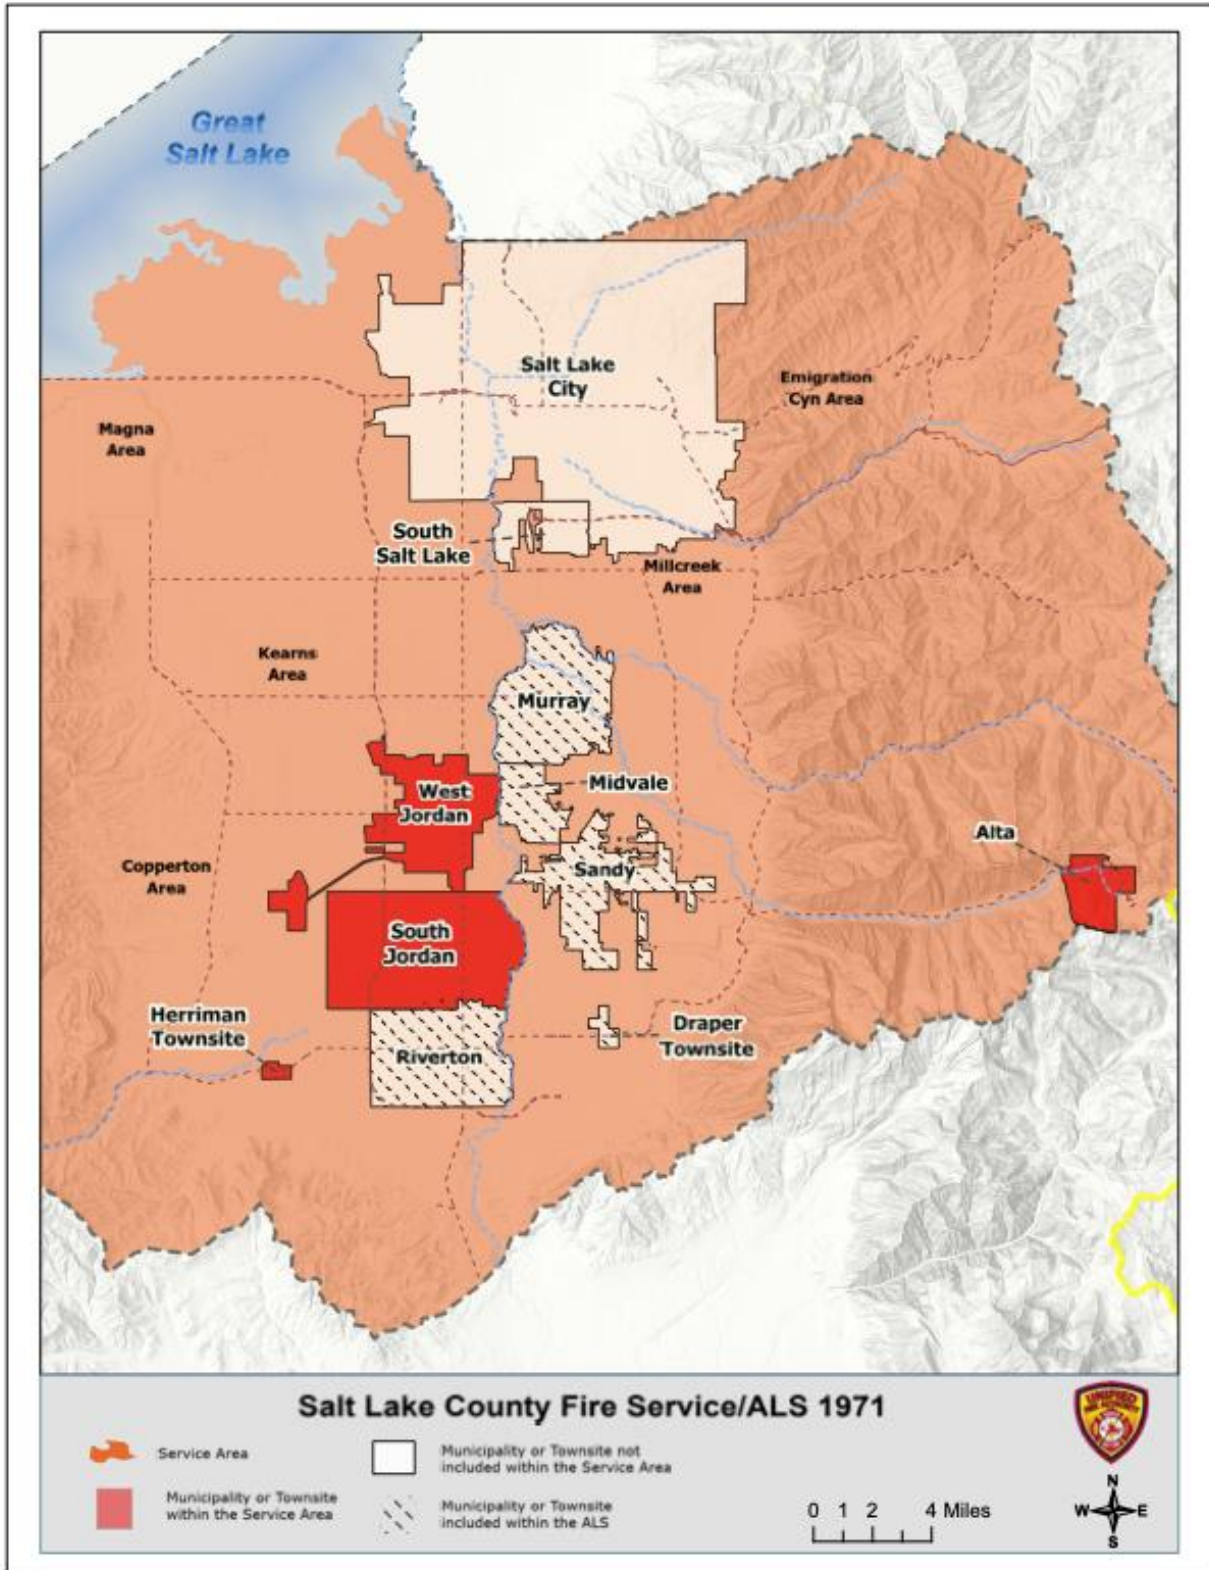 Great
Salt Lake
Salt Lake
City
Emigration
Cyn Area
Magna
Area
South
Salt Lake
Millcreek
Area
Kearns
Area
Murray
Midvale
West
Jordan
Alta
Copperton
Area
Sandy
South
Jordan
Herriman
Townsite
Draper
Townsite
Riverton
Salt Lake County Fire Service/ALS 1971
Service Area
Municipality or Townsite
within the Service Area
Municipality or Townsite not
included within the Service Area
Municipality or Townsite
included within the ALS
0 1 2 4 Miles
UNIFIED
N
W E
S